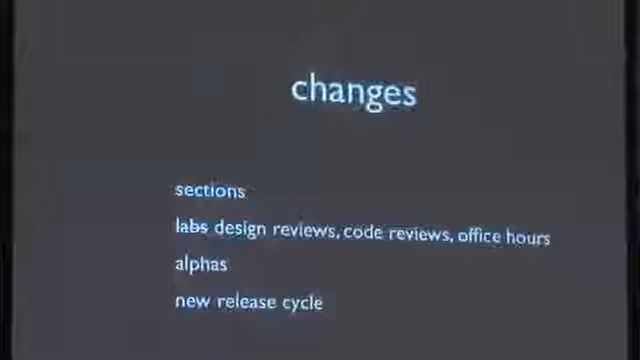 changes
sections
labs design reviews, code reviews, office hours
alphas
new release cycle